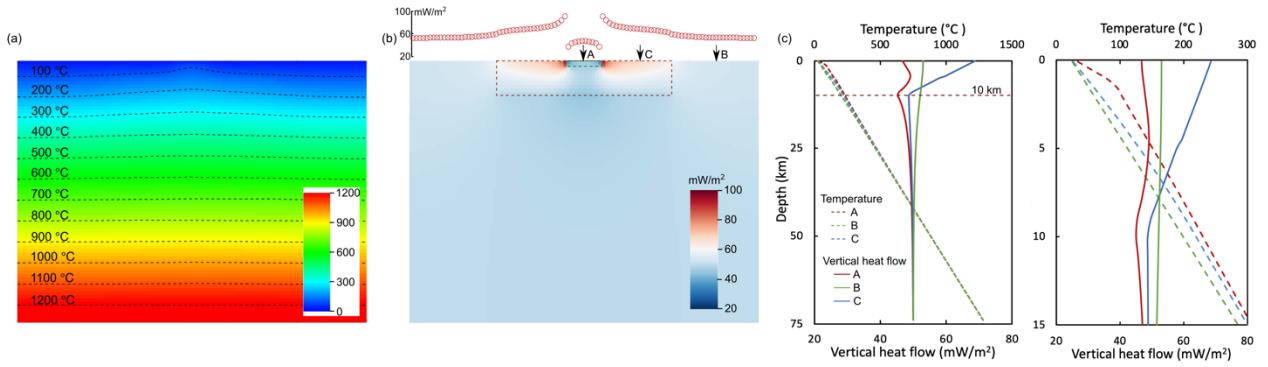 (a)
100 °C
200 °C
300 °C
400 °C
500 °C
600 °C
700 °C
800 °C
900 °C
1000 °C
1100 °C
1200 °C
1200
900
600
300
0
100
mW/m²
60
20
(b)
A
C
B
mW/m²
100
80
60
40
20
(c)
Temperature (°C)
0 500 1000 1500
0
25
50
75
Depth (km)
10 km
Temperature
A
B
C
Vertical heat flow
A
B
C
20 40 60 80
Vertical heat flow (mW/m²)
Temperature (°C)
0 100 200 300
0
5
10
15
20 40 60 80
Vertical heat flow (mW/m²)